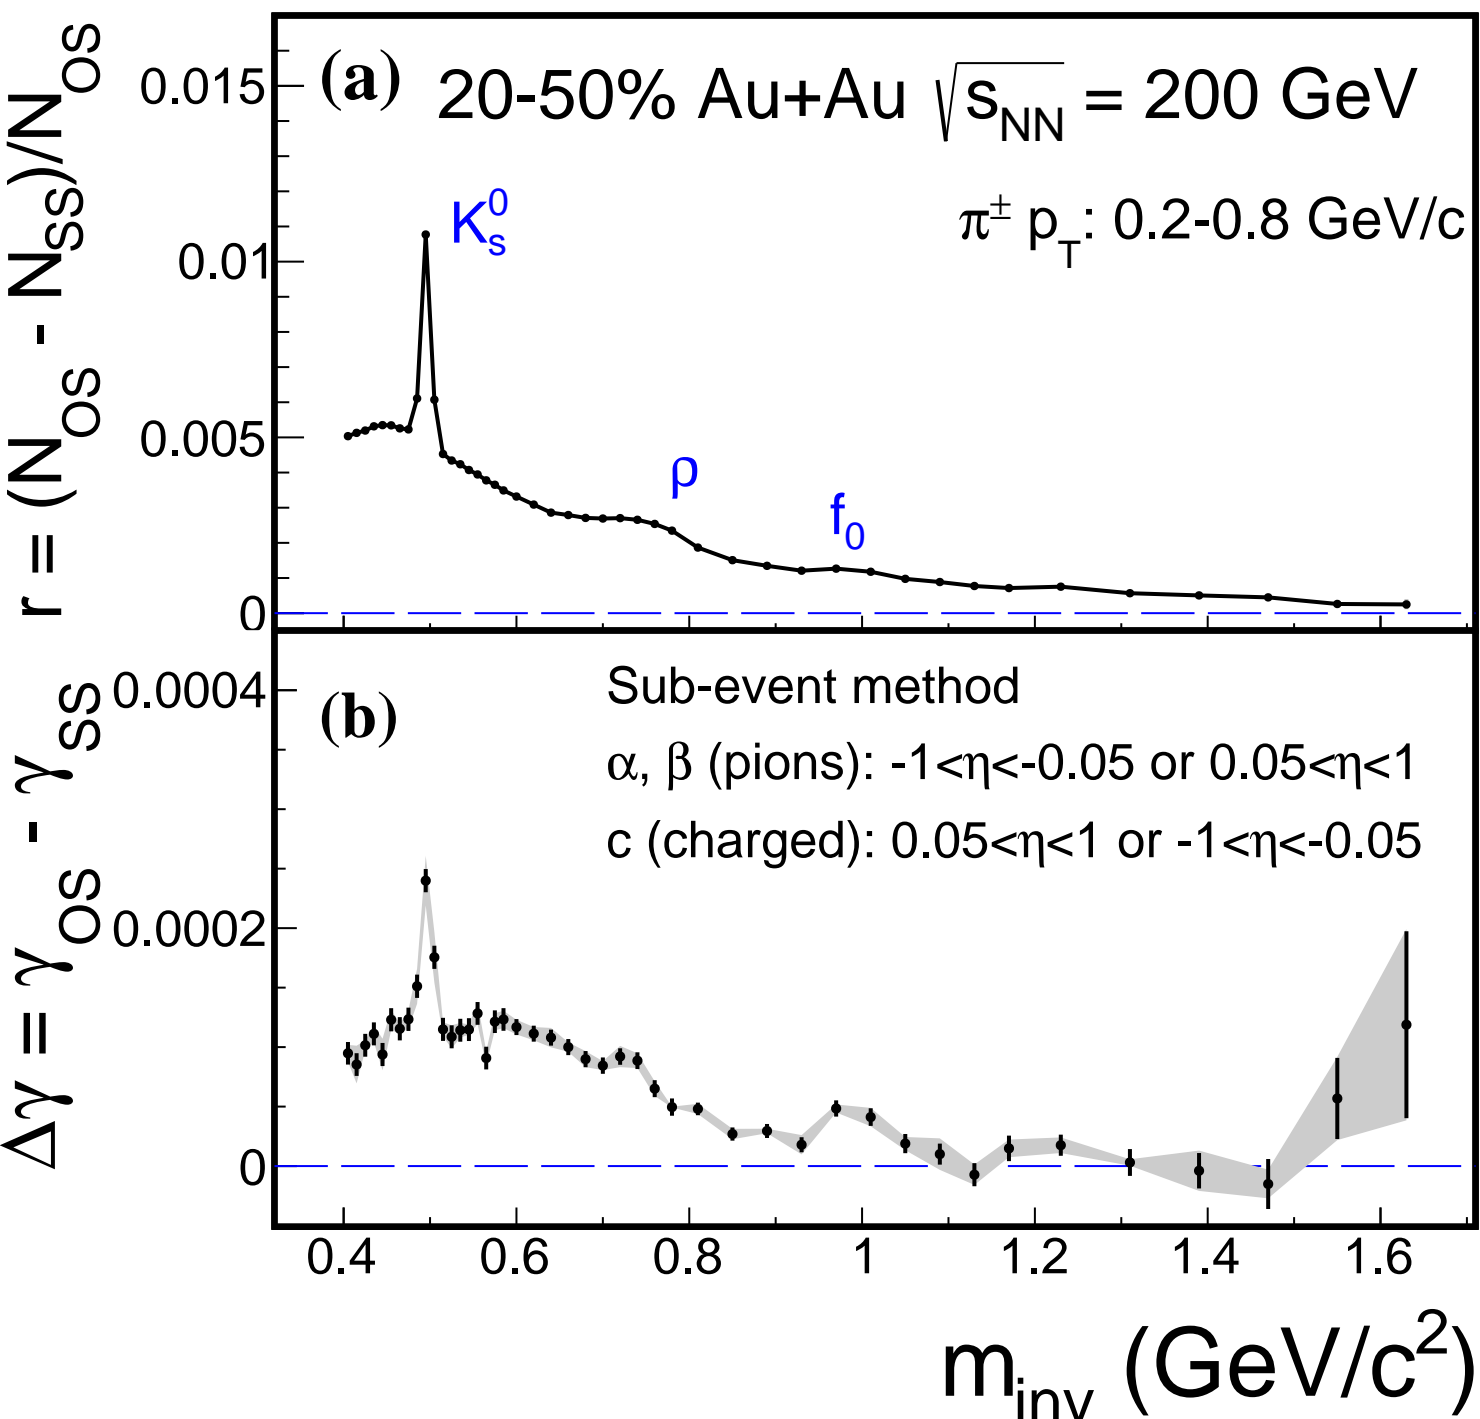 (a) 20-50% Au+Au √s_NN = 200 GeV
π^± p_T: 0.2-0.8 GeV/c
K_s^0
ρ
f_0
r = (N_OS - N_SS)/N_OS
0.015
0.01
0.005
0
(b)
Sub-event method
α, β (pions): -1<η<-0.05 or 0.05<η<1
c (charged): 0.05<η<1 or -1<η<-0.05
Δγ = γ_OS - γ_SS
0.0004
0.0002
0
0.4 0.6 0.8 1 1.2 1.4 1.6
m_inv (GeV/c^2)